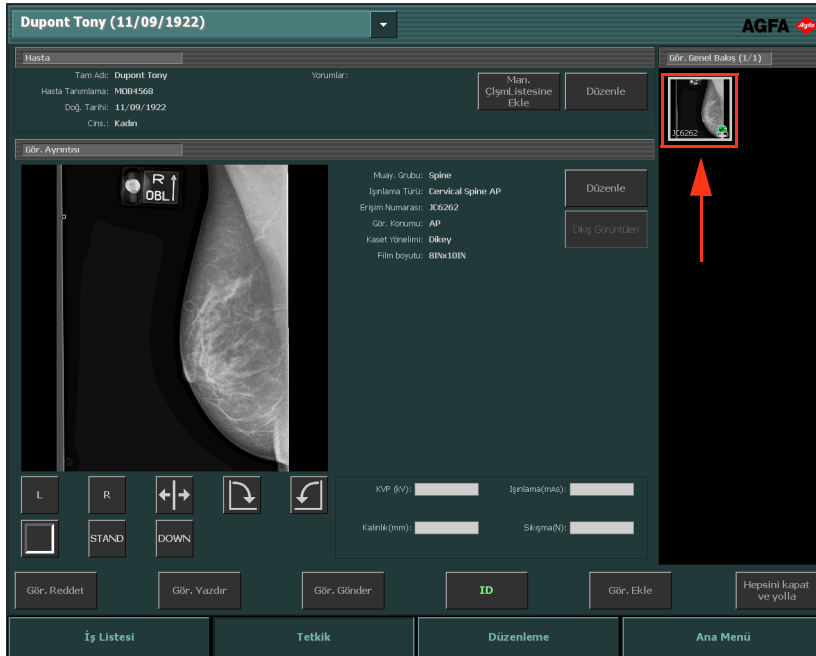 Dupont Tony (11/09/1922)
AGFA Agfa
Hasta
Tam Adı: Dupont Tony
Yorumlar:
Hasta Tanımlama: MOB4568
Doğ. Tarihi: 11/09/1922
Cins.: Kadın
Man.
ÇlşmListesine
Ekle
Düzenle
Gör. Genel Bakış (1/1)
JC6262
Gör. Ayrıntısı
R
OBL
Muay. Grubu: Spine
Işınlama Türü: Cervical Spine AP
Erişim Numarası: JC6262
Gör. Konumu: AP
Kaset Yönelimi: Dikey
Film boyutu: 8INx10IN
Düzenle
Dikiş Görüntüleri
L
R
STAND
DOWN
KVP (kV):
Işınlama(mAs):
Kalınlık(mm):
Sıkışma(N):
Gör. Reddet
Gör. Yazdır
Gör. Gönder
ID
Gör. Ekle
Hepsini kapat
ve yolla
İş Listesi
Tetkik
Düzenleme
Ana Menü